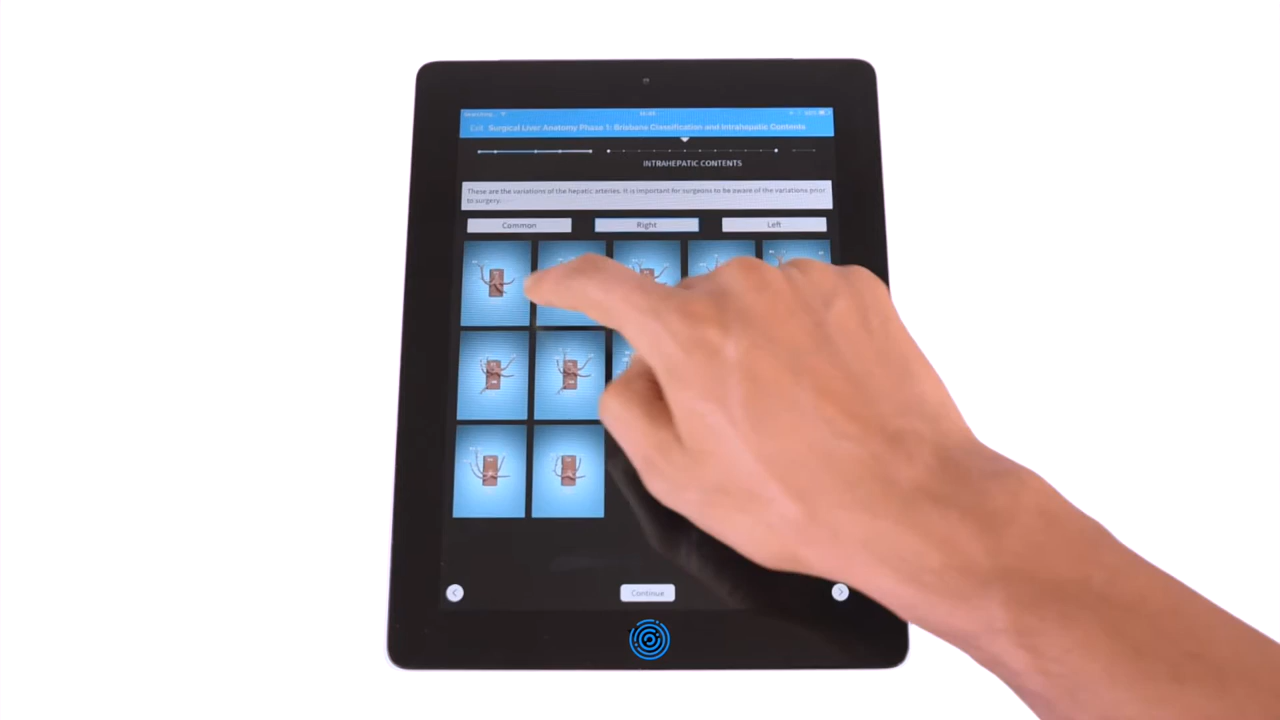 Exit Surgical Liver Anatomy Phase 1: Brisbane Classification and Intrahepatic Contents
INTRAHEPATIC CONTENTS
These are the variations of the hepatic arteries. It is important for surgeons to be aware of the variations prior
to surgery.
Common Right Left
Continue